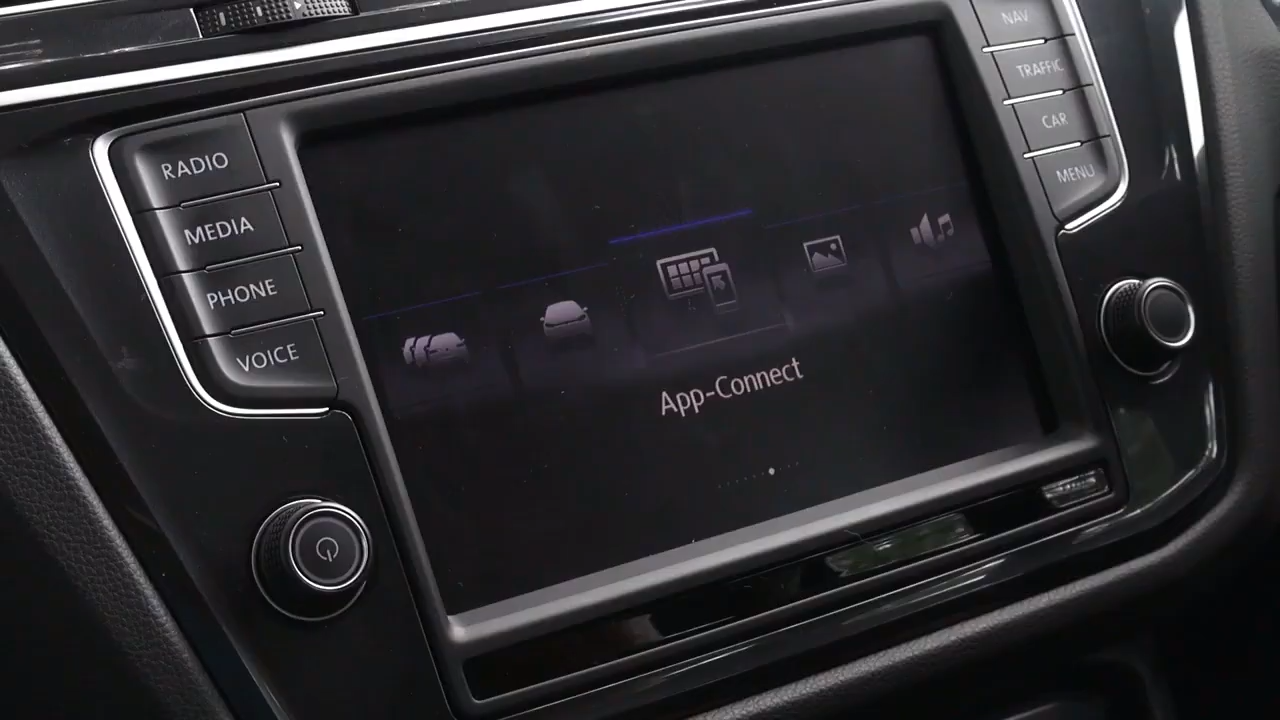 RADIO
MEDIA
PHONE
VOICE
NAV
TRAFFIC
CAR
MENU
App-Connect